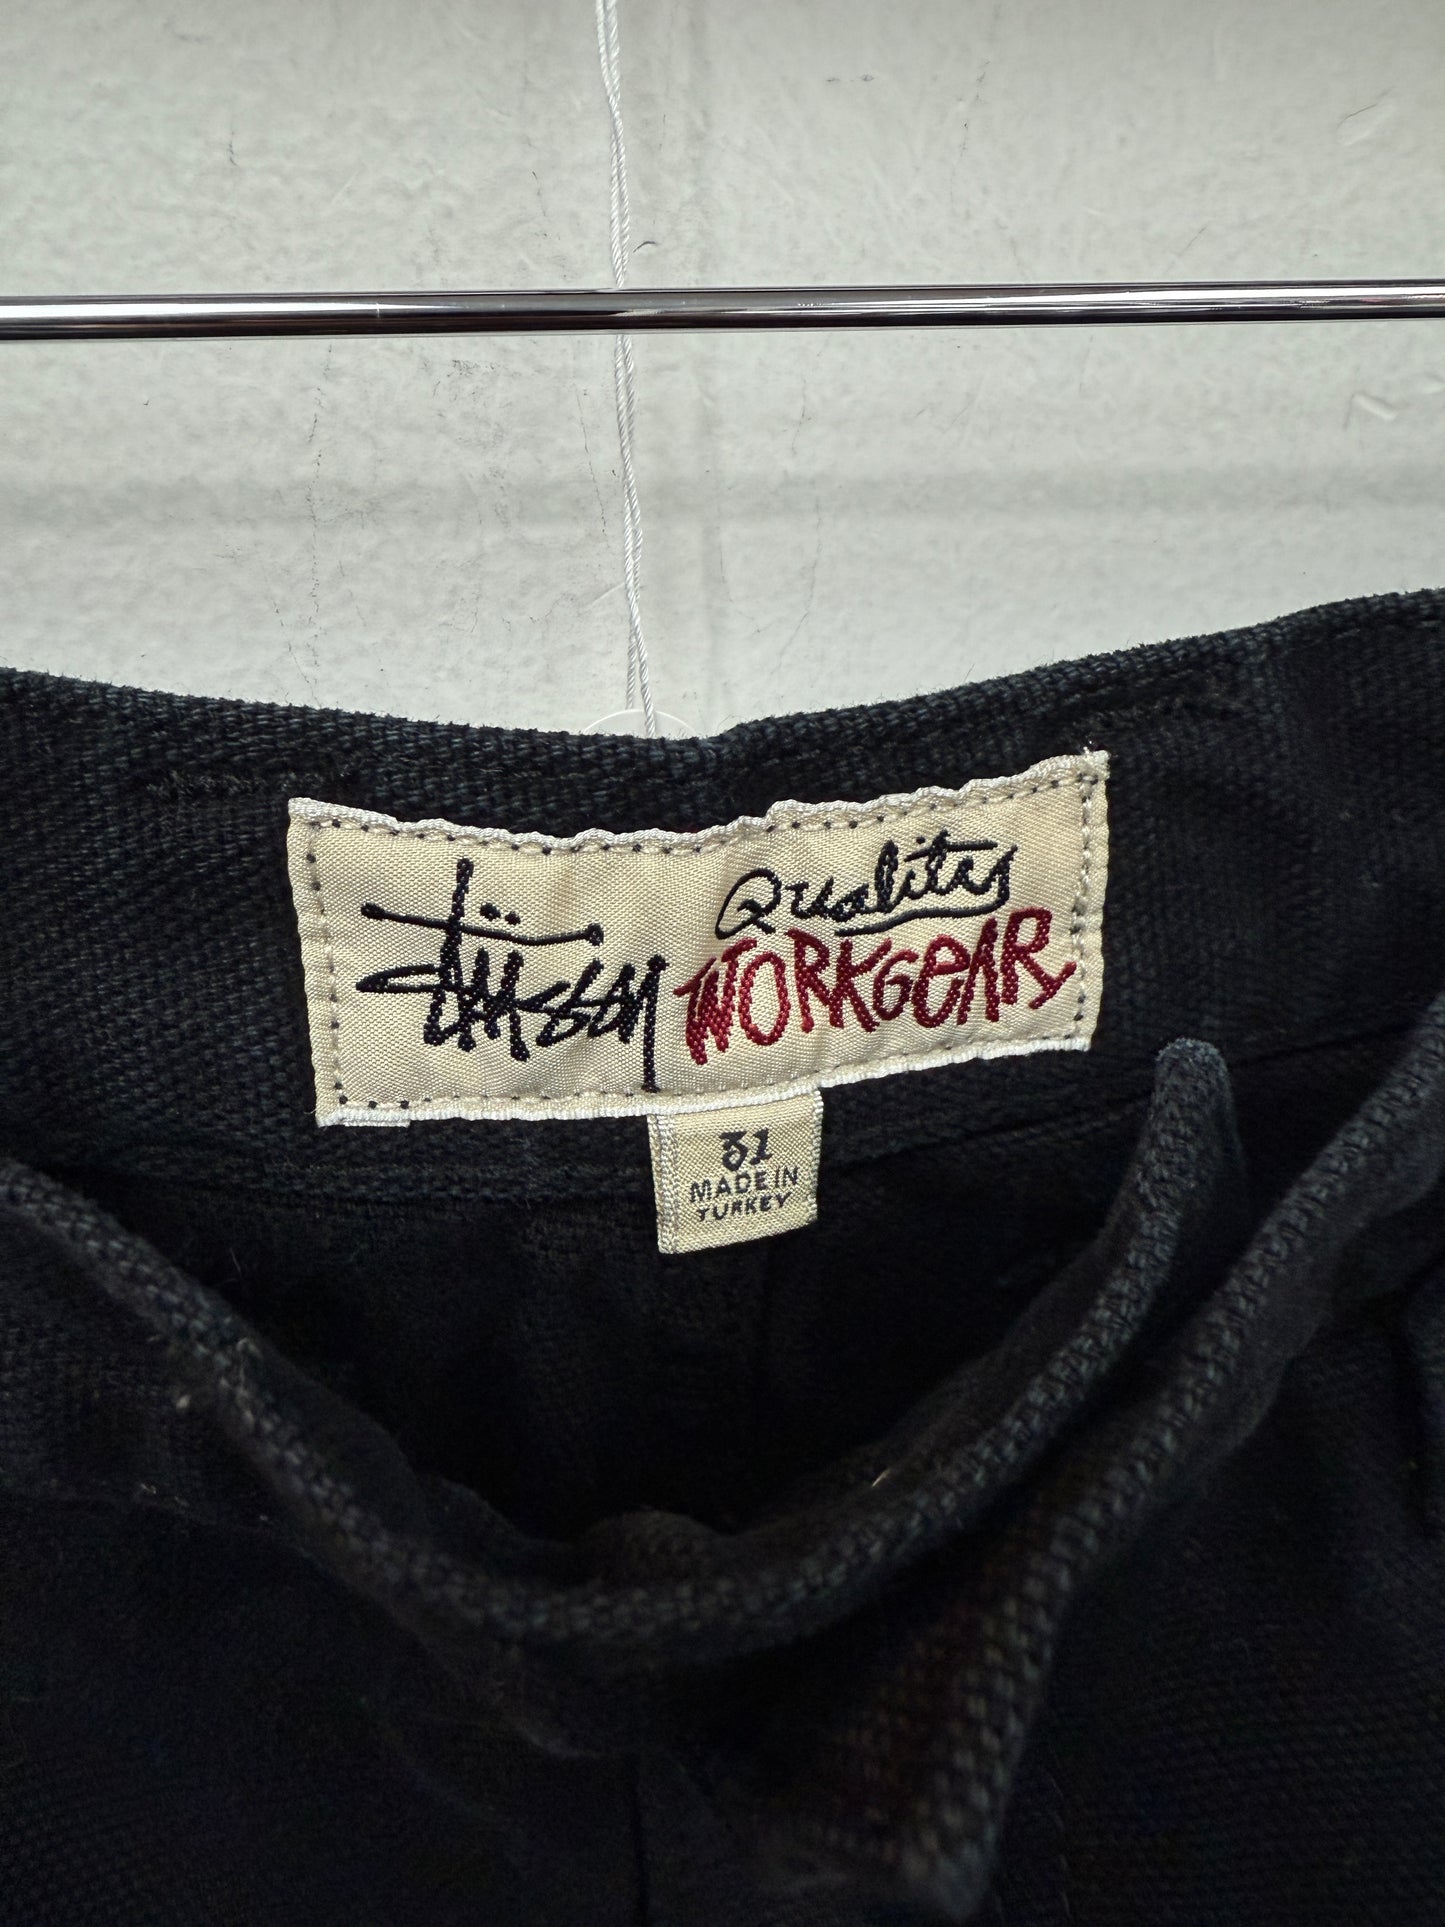 Stüssy
Quality
WORKGEAR
31
MADE IN
TURKEY